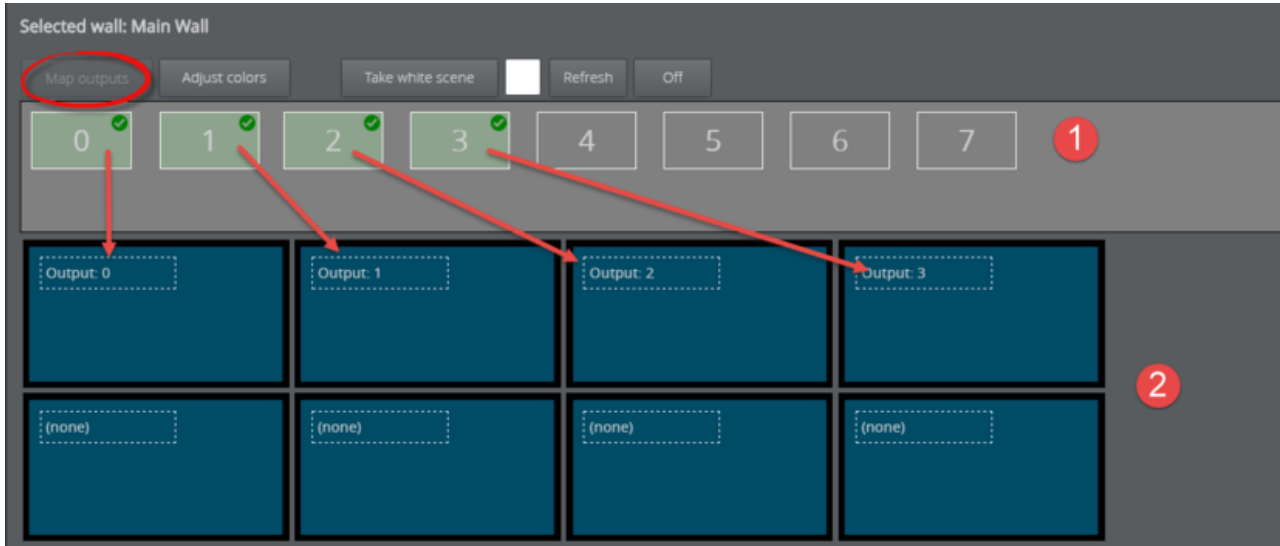 Selected wall: Main Wall
Map outputs Adjust colors Take white scene Refresh Off
0 1 2 3 4 5 6 7 1
Output: 0 Output: 1 Output: 2 Output: 3
2
(none) (none) (none) (none)